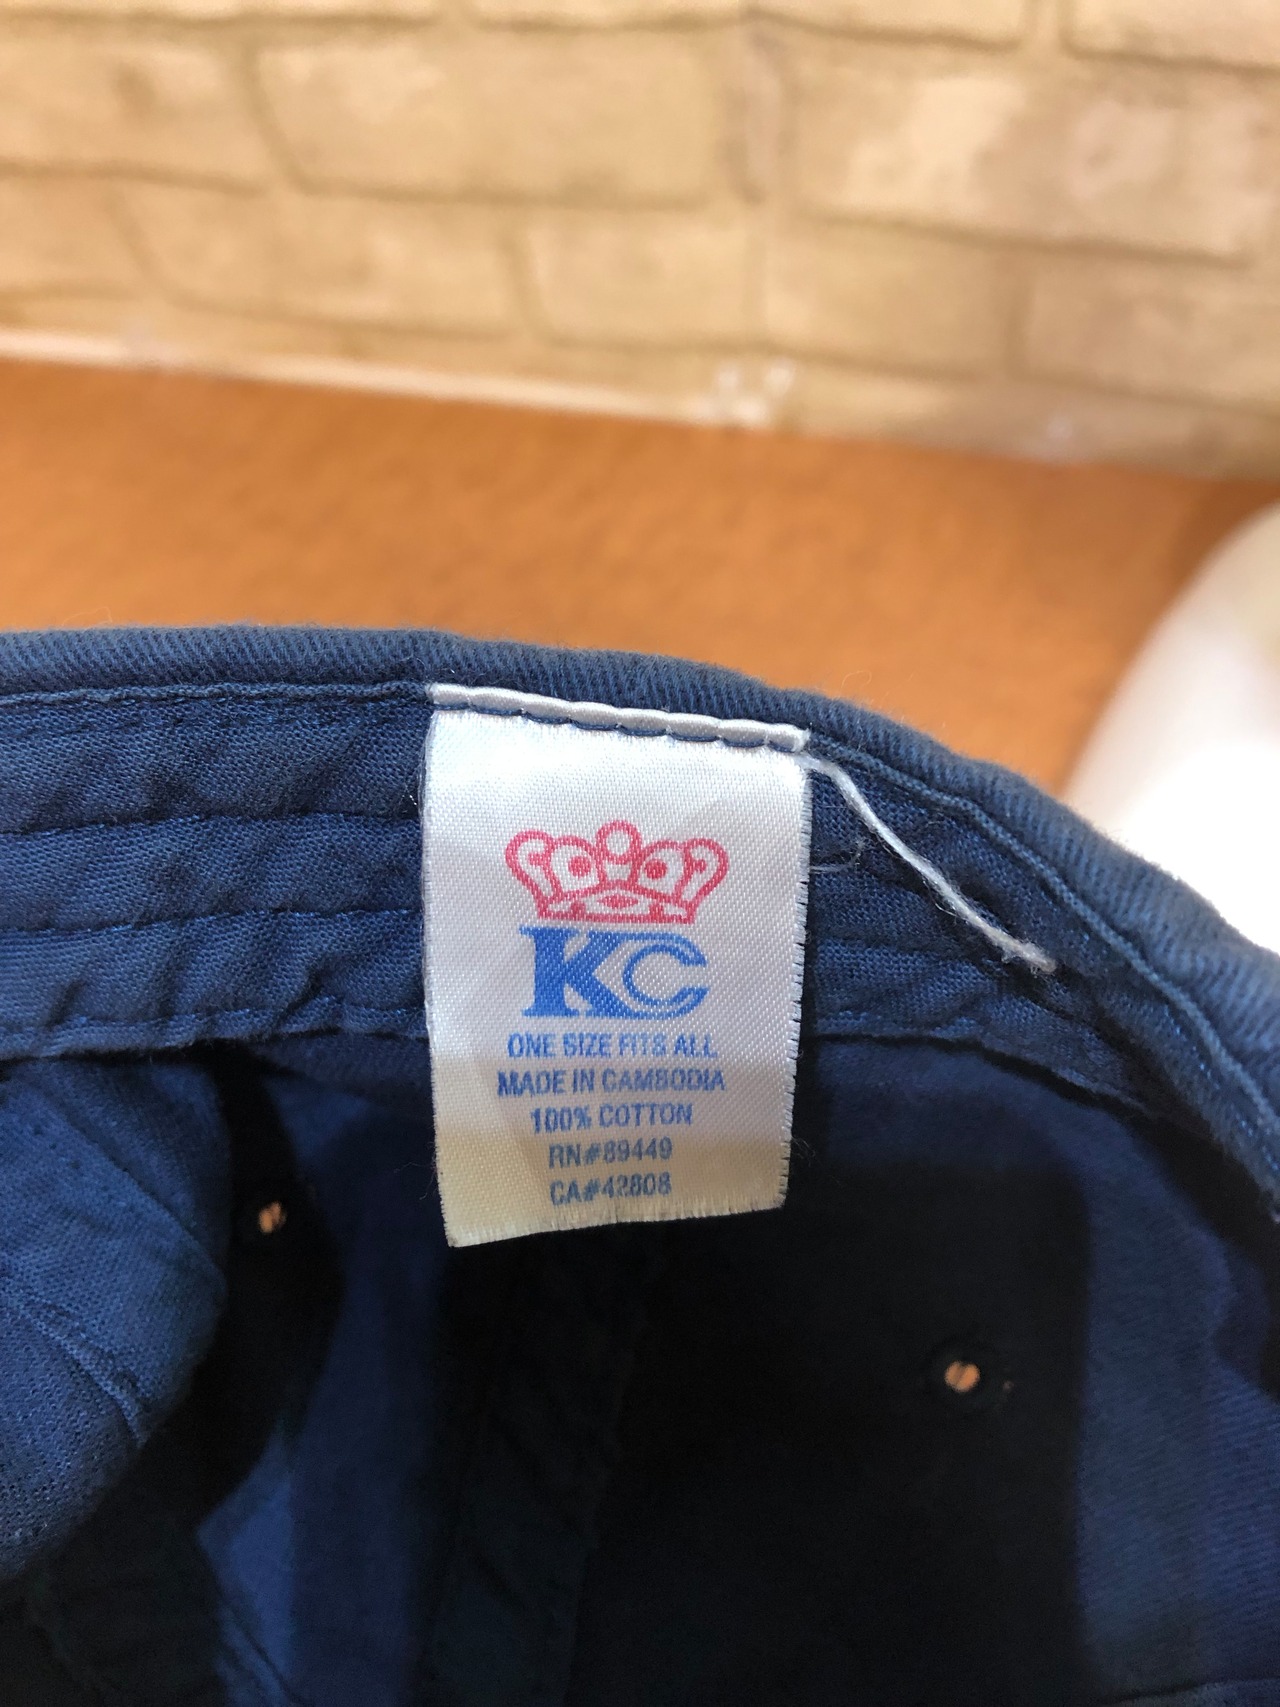 KC
ONE SIZE FITS ALL
MADE IN CAMBODIA
100% COTTON
RN#89449
CA#42808